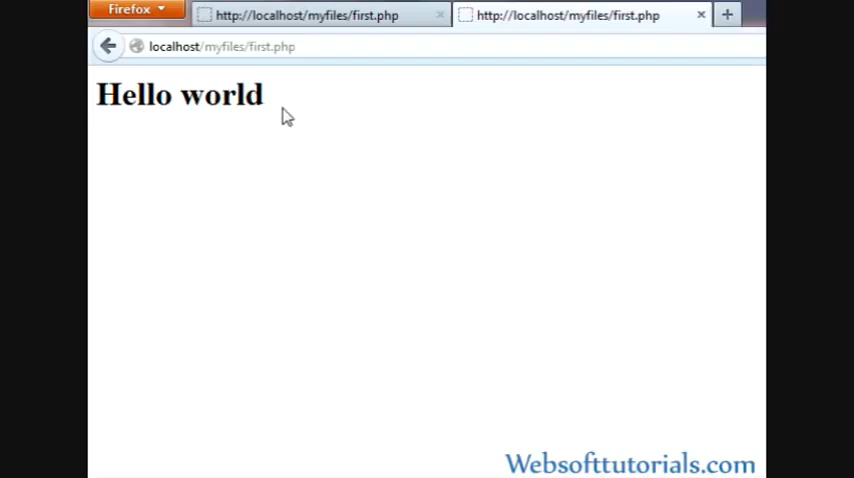 Firefox
http://localhost/myfiles/first.php
http://localhost/myfiles/first.php
localhost/myfiles/first.php
Hello world
Websofttutorials.com